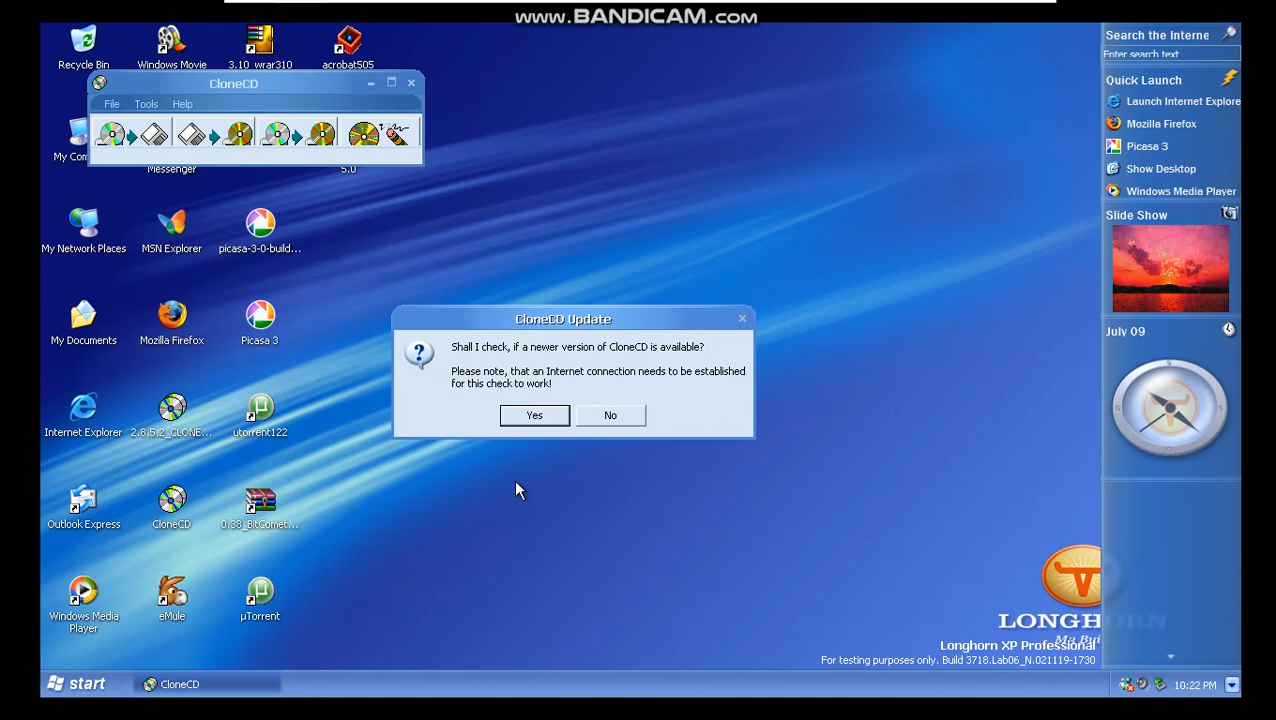 www.BANDICAM.com
Recycle Bin
Windows Movie
3.10_wrar310
acrobat505
CloneCD
File Tools Help
My Com
Messenger
5.0
My Network Places
MSN Explorer
picasa-3-0-build...
My Documents
Mozilla Firefox
Picasa 3
Internet Explorer
2.8.5.2_CLONE...
utorrent122
Outlook Express
CloneCD
0.38_BitComet...
Windows Media
Player
eMule
µTorrent
CloneCD Update
Shall I check, if a newer version of CloneCD is available?
Please note, that an Internet connection needs to be established
for this check to work!
Yes No
Search the Interne
Enter search text
Quick Launch
Launch Internet Explore
Mozilla Firefox
Picasa 3
Show Desktop
Windows Media Player
Slide Show
July 09
LONGHORN
Longhorn XP Professional
For testing purposes only. Build 3718.Lab06_N.021119-1730
start
CloneCD
10:22 PM